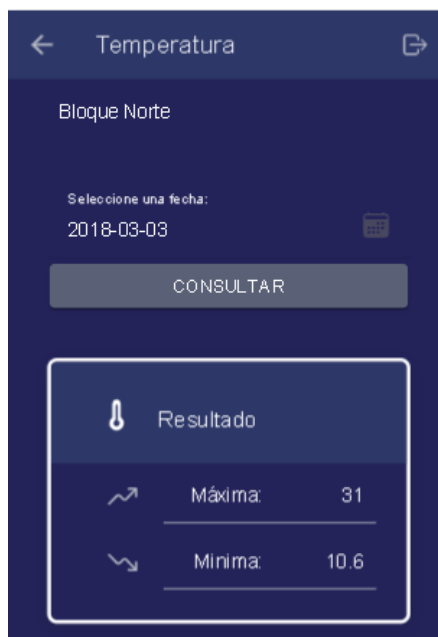 Temperatura
Bloque Norte
Seleccione una fecha:
2018-03-03
CONSULTAR
Resultado
Máxima: 31
Minima: 10.6